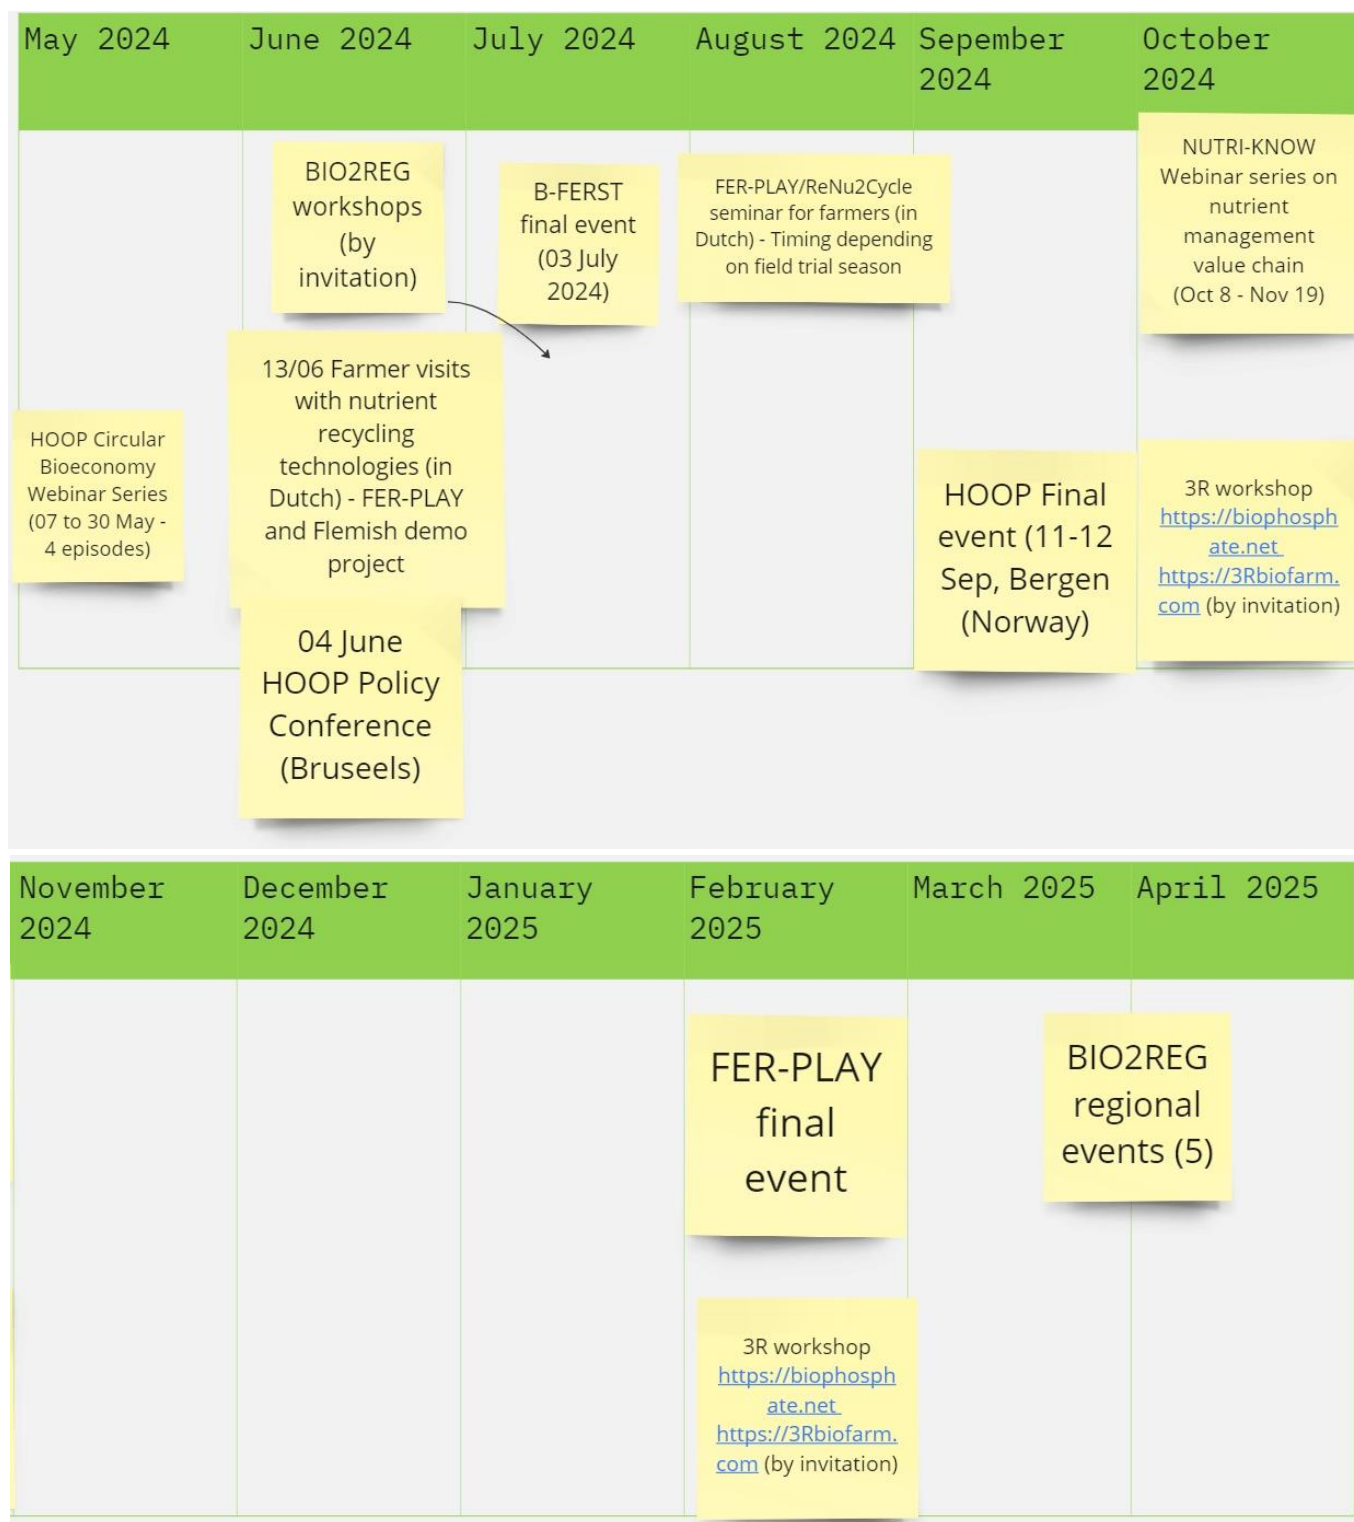 May 2024
June 2024
July 2024
August 2024
Sepember
2024
October
2024
BIO2REG
workshops
(by
invitation)
B-FERST
final event
(03 July
2024)
FER-PLAY/ReNu2Cycle
seminar for farmers (in
Dutch) - Timing depending
on field trial season
NUTRI-KNOW
Webinar series on
nutrient
management
value chain
(Oct 8 - Nov 19)
HOOP Circular
Bioeconomy
Webinar Series
(07 to 30 May -
4 episodes)
13/06 Farmer visits
with nutrient
recycling
technologies (in
Dutch) - FER-PLAY
and Flemish demo
project
HOOP Final
event (11-12
Sep, Bergen
(Norway)
3R workshop
https://biophosph
ate.net
https://3Rbiofarm.
com (by invitation)
04 June
HOOP Policy
Conference
(Bruseels)
November
2024
December
2024
January
2025
February
2025
March 2025
April 2025
FER-PLAY
final
event
BIO2REG
regional
events (5)
3R workshop
https://biophosph
ate.net
https://3Rbiofarm.
com (by invitation)